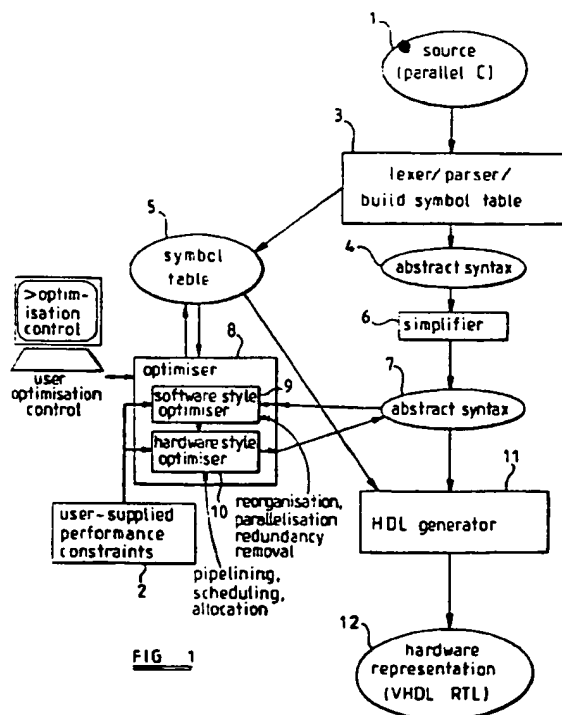 1
source
(parallel C)
3
lexer/parser/
build symbol table
5
symbol
table
4
abstract syntax
6
simplifier
>optim-
isation
control
user
optimisation
control
8
optimiser
9
software style
optimiser
hardware style
optimiser
10
7
abstract syntax
reorganisation,
parallelisation
redundancy
removal
11
HDL generator
user-supplied
performance
constraints
2
pipelining,
scheduling,
allocation
12
hardware
representation
(VHDL RTL)
FIG 1